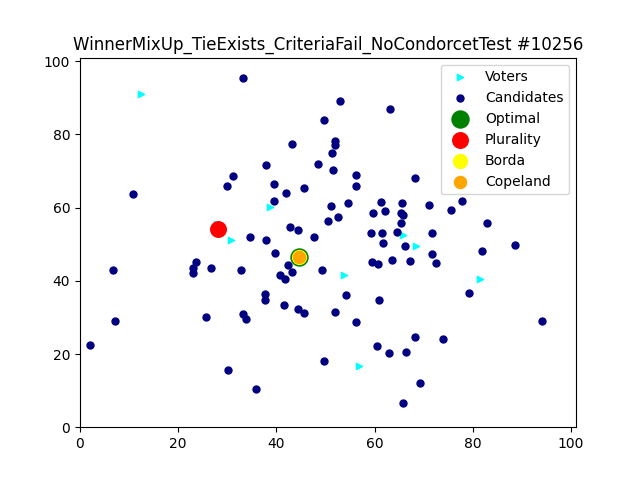 WinnerMixUp_TieExists_CriteriaFail_NoCondorcetTest #10256
Voters
Candidates
Optimal
Plurality
Borda
Copeland
100
80
60
40
20
0
0 20 40 60 80 100